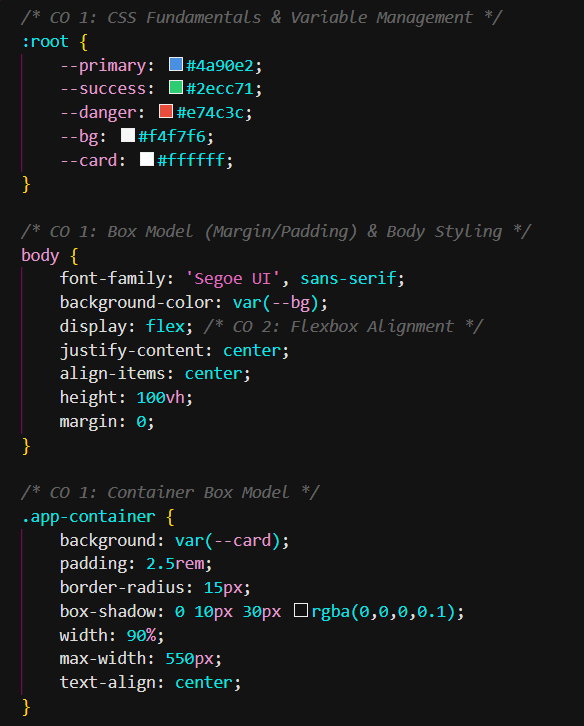 /* CO 1: CSS Fundamentals & Variable Management */
:root {
    --primary: #4a90e2;
    --success: #2ecc71;
    --danger: #e74c3c;
    --bg: #f4f7f6;
    --card: #ffffff;
}

/* CO 1: Box Model (Margin/Padding) & Body Styling */
body {
    font-family: 'Segoe UI', sans-serif;
    background-color: var(--bg);
    display: flex; /* CO 2: Flexbox Alignment */
    justify-content: center;
    align-items: center;
    height: 100vh;
    margin: 0;
}

/* CO 1: Container Box Model */
.app-container {
    background: var(--card);
    padding: 2.5rem;
    border-radius: 15px;
    box-shadow: 0 10px 30px rgba(0,0,0,0.1);
    width: 90%;
    max-width: 550px;
    text-align: center;
}